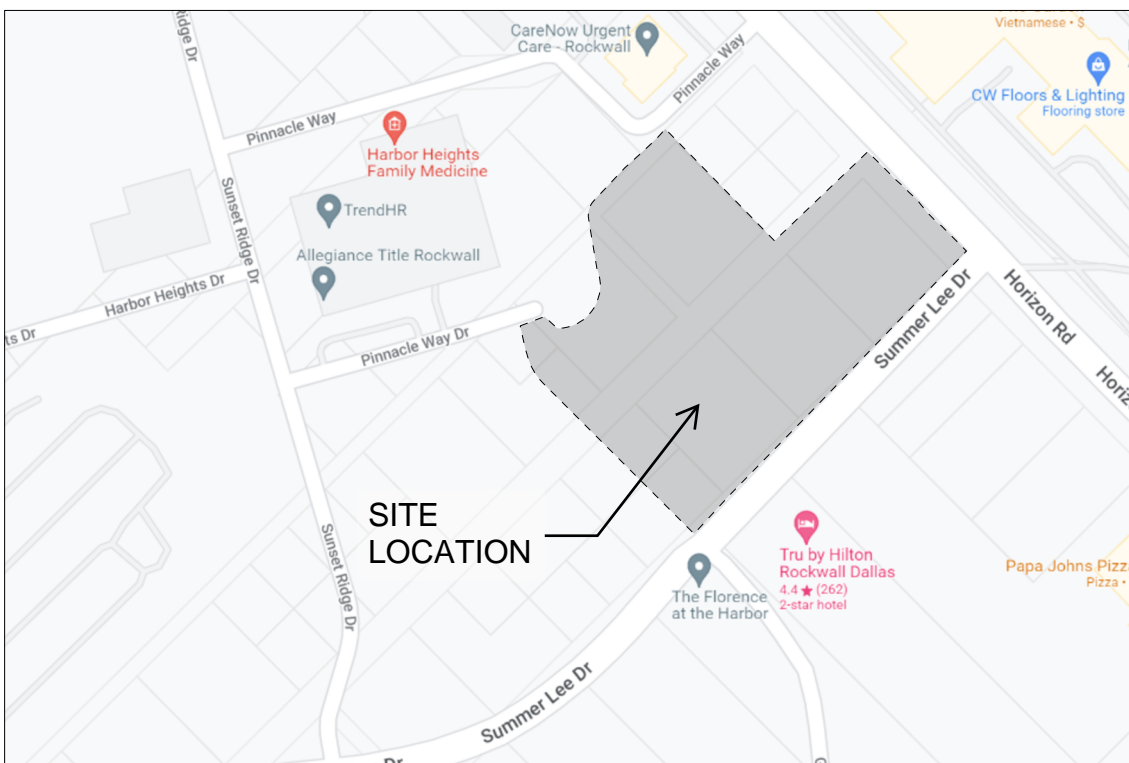 idge Dr
CareNow Urgent
Care - Rockwall
Vietnamese • $
Pinnacle Way
CW Floors & Lighting
Flooring store
Pinnacle Way
Harbor Heights
Family Medicine
Sunset Ridge Dr
TrendHR
Allegiance Title Rockwall
Harbor Heights Dr
ts Dr
Pinnacle Way Dr
Summer Lee Dr
Horizon Rd
Horiz
SITE
LOCATION
Sunset Ridge Dr
Tru by Hilton
Rockwall Dallas
4.4 ★ (262)
2-star hotel
Papa Johns Pizza
Pizza •
The Florence
at the Harbor
Summer Lee Dr
Dr